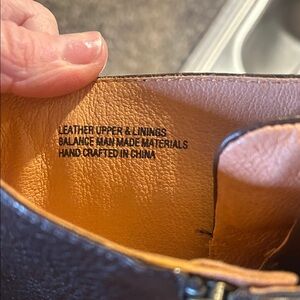 LEATHER UPPER & LININGS
BALANCE MAN MADE MATERIALS
HAND CRAFTED IN CHINA